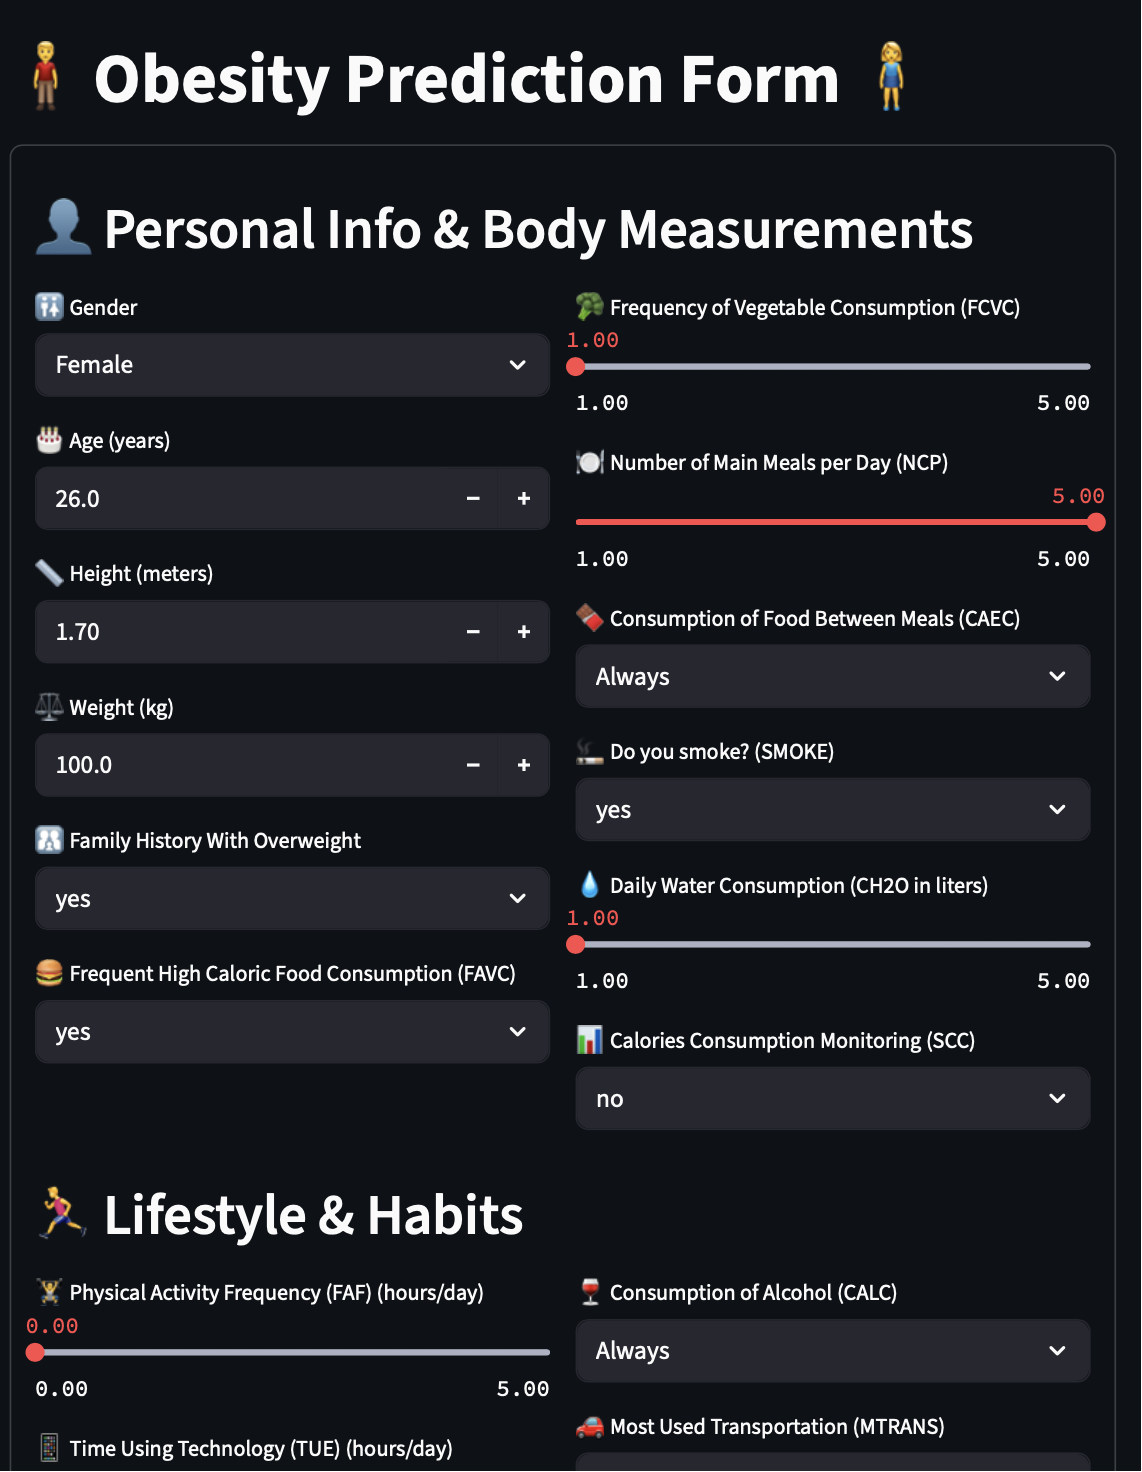 Obesity Prediction Form
Personal Info & Body Measurements
Gender
Female
Age (years)
26.0
Height (meters)
1.70
Weight (kg)
100.0
Family History With Overweight
yes
Frequent High Caloric Food Consumption (FAVC)
yes
Frequency of Vegetable Consumption (FCVC)
1.00
1.00 5.00
Number of Main Meals per Day (NCP)
5.00
1.00 5.00
Consumption of Food Between Meals (CAEC)
Always
Do you smoke? (SMOKE)
yes
Daily Water Consumption (CH2O in liters)
1.00
1.00 5.00
Calories Consumption Monitoring (SCC)
no
Lifestyle & Habits
Physical Activity Frequency (FAF) (hours/day)
0.00
0.00 5.00
Time Using Technology (TUE) (hours/day)
Consumption of Alcohol (CALC)
Always
Most Used Transportation (MTRANS)